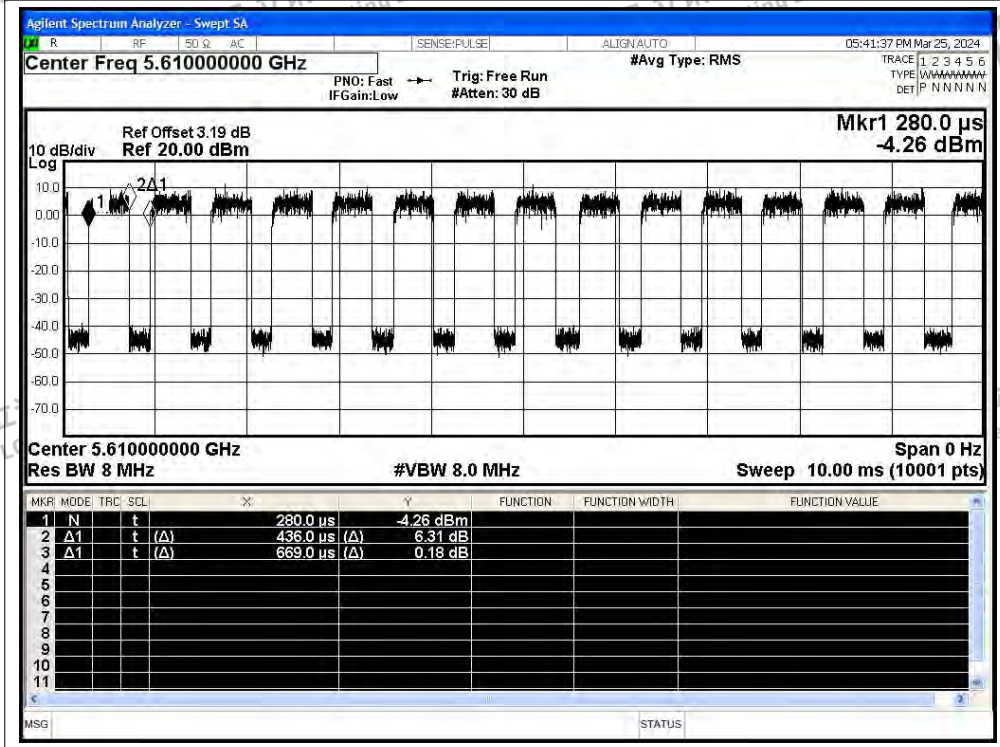 Agilent Spectrum Analyzer - Swept SA
LXI R RF 50 Ω AC SENSE:PULSE ALIGN AUTO 05:41:37 PM Mar 25, 2024
Center Freq 5.610000000 GHz #Avg Type: RMS TRACE 1 2 3 4 5 6
PNO: Fast Trig: Free Run TYPE WWWWWW
IFGain:Low #Atten: 30 dB DET P N N N N N
Mkr1 280.0 µs
Ref Offset 3.19 dB
10 dB/div Ref 20.00 dBm -4.26 dBm
Log
10.0
2Δ1
1
0.00
-10.0
-20.0
-30.0
-40.0
-50.0
-60.0
-70.0
Center 5.610000000 GHz Span 0 Hz
Res BW 8 MHz #VBW 8.0 MHz Sweep 10.00 ms (10001 pts)
MKR MODE TRC SCL X Y FUNCTION FUNCTION WIDTH FUNCTION VALUE
1 N t 280.0 µs -4.26 dBm
2 Δ1 t (Δ) 436.0 µs (Δ) 6.31 dB
3 Δ1 t (Δ) 669.0 µs (Δ) 0.18 dB
4
5
6
7
8
9
10
11
MSG STATUS